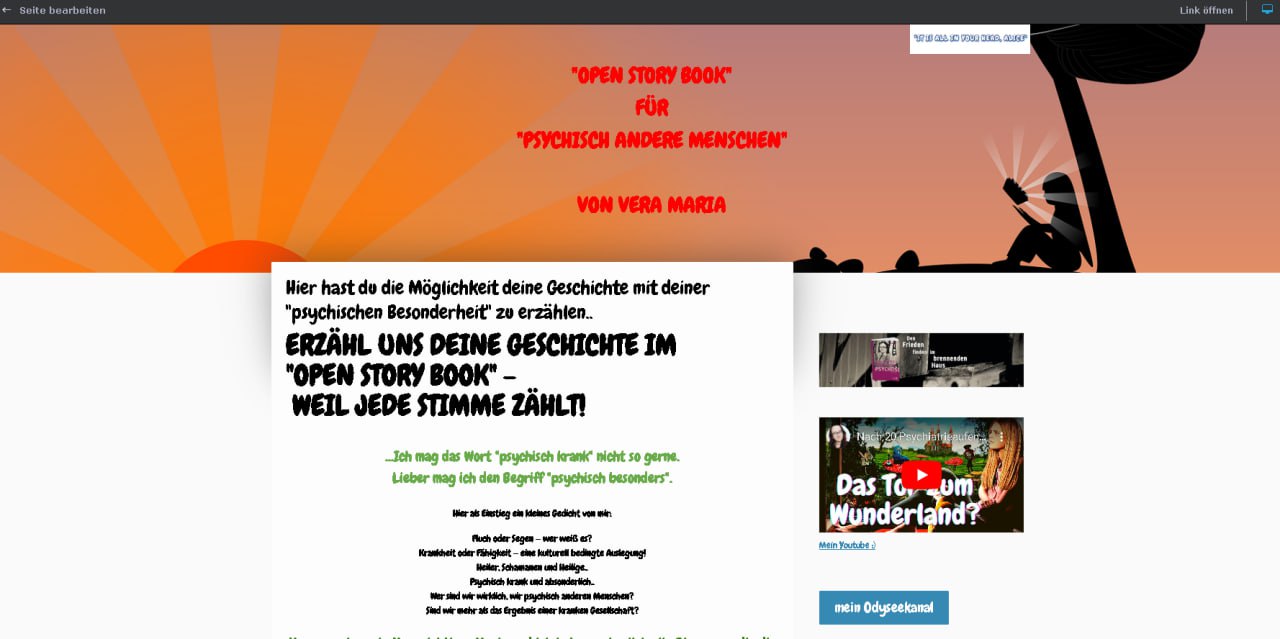 Seite bearbeiten
Link öffnen
"IT IS ALL IN YOUR HEAD, ALICE"
"OPEN STORY BOOK"
FÜR
"PSYCHISCH ANDERE MENSCHEN"
VON VERA MARIA
Hier hast du die Möglichkeit deine Geschichte mit deiner
"psychischen Besonderheit" zu erzählen..
ERZÄHL UNS DEINE GESCHICHTE IM
"OPEN STORY BOOK" –
WEIL JEDE STIMME ZÄHLT!
...Ich mag das Wort "psychisch krank" nicht so gerne.
Lieber mag ich den Begriff "psychisch besonders".
Hier als Einstieg ein kleines Gedicht von mir:
Fluch oder Segen – wer weiß es?
Krankheit oder Fähigkeit – eine kulturell bedingte Auslegung!
Heiler, Schamanen und Heilige..
Psychisch krank und absonderlich..
Wer sind wir wirklich, wir psychisch anderen Menschen?
Sind wir mehr als das Ergebnis einer kranken Gesellschaft?
Den
Frieden
finden im
brennenden
Haus
Nach 20 Psychiatrieaufen...
Das Tor zum
Wunderland?
Mein Youtube :)
mein Odyseekanal